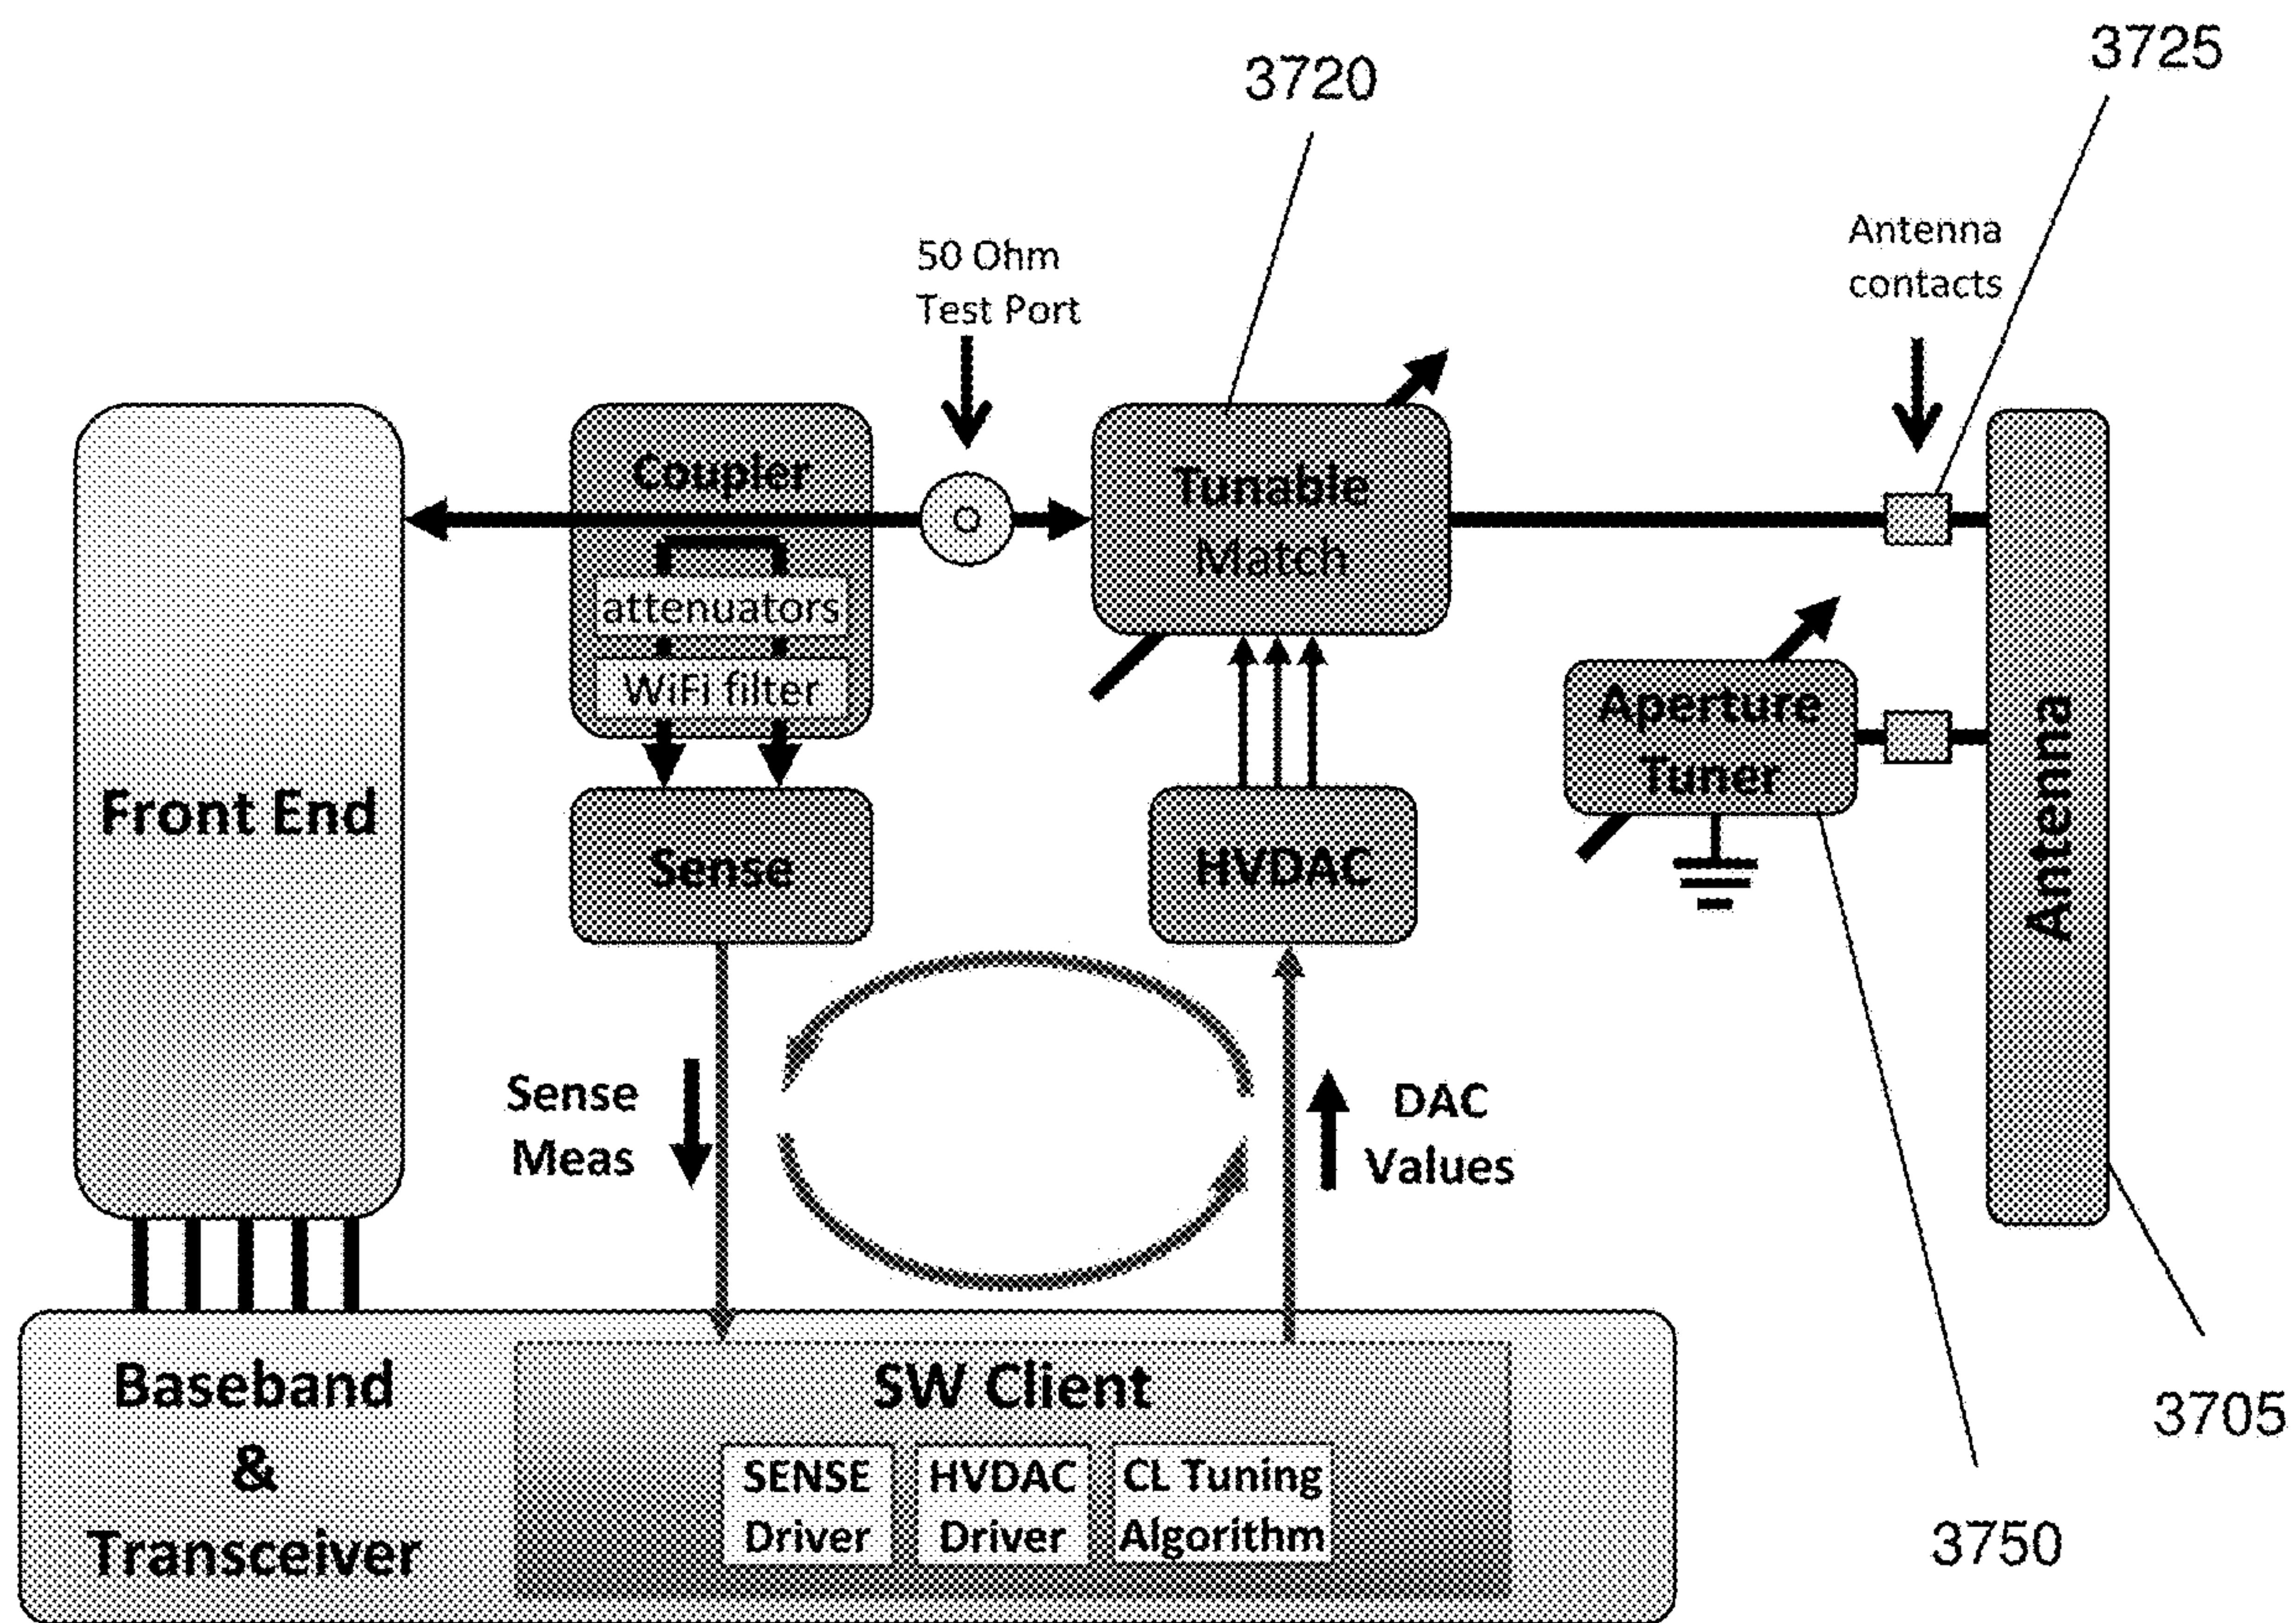 3725
3720
Antenna
contacts
50 Ohm
Test Port
Coupler
Tunable
Match
attenuators
WiFi filter
Aperture
Tuner
Antenna
Front End
Sense
HVDAC
Sense
Meas
DAC
Values
3705
Baseband
&
Transceiver
SW Client
SENSE
Driver
HVDAC
Driver
CL Tuning
Algorithm
3750